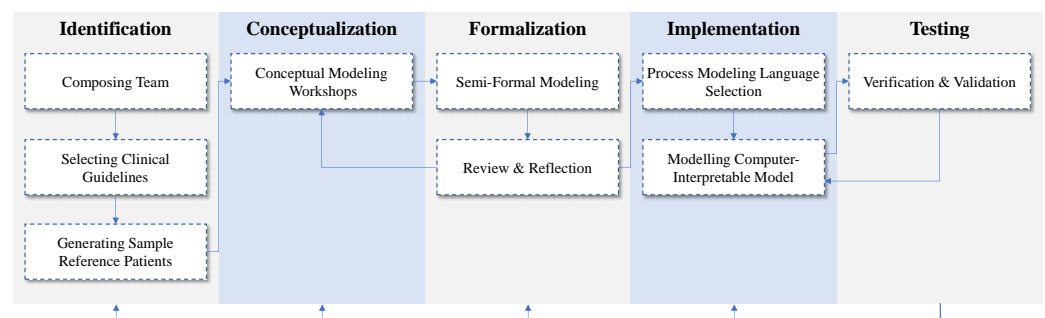 Identification
Composing Team
Selecting Clinical
Guidelines
Generating Sample
Reference Patients
Conceptualization
Conceptual Modeling
Workshops
Formalization
Semi-Formal Modeling
Review & Reflection
Implementation
Process Modeling Language
Selection
Modelling Computer-
Interpretable Model
Testing
Verification & Validation